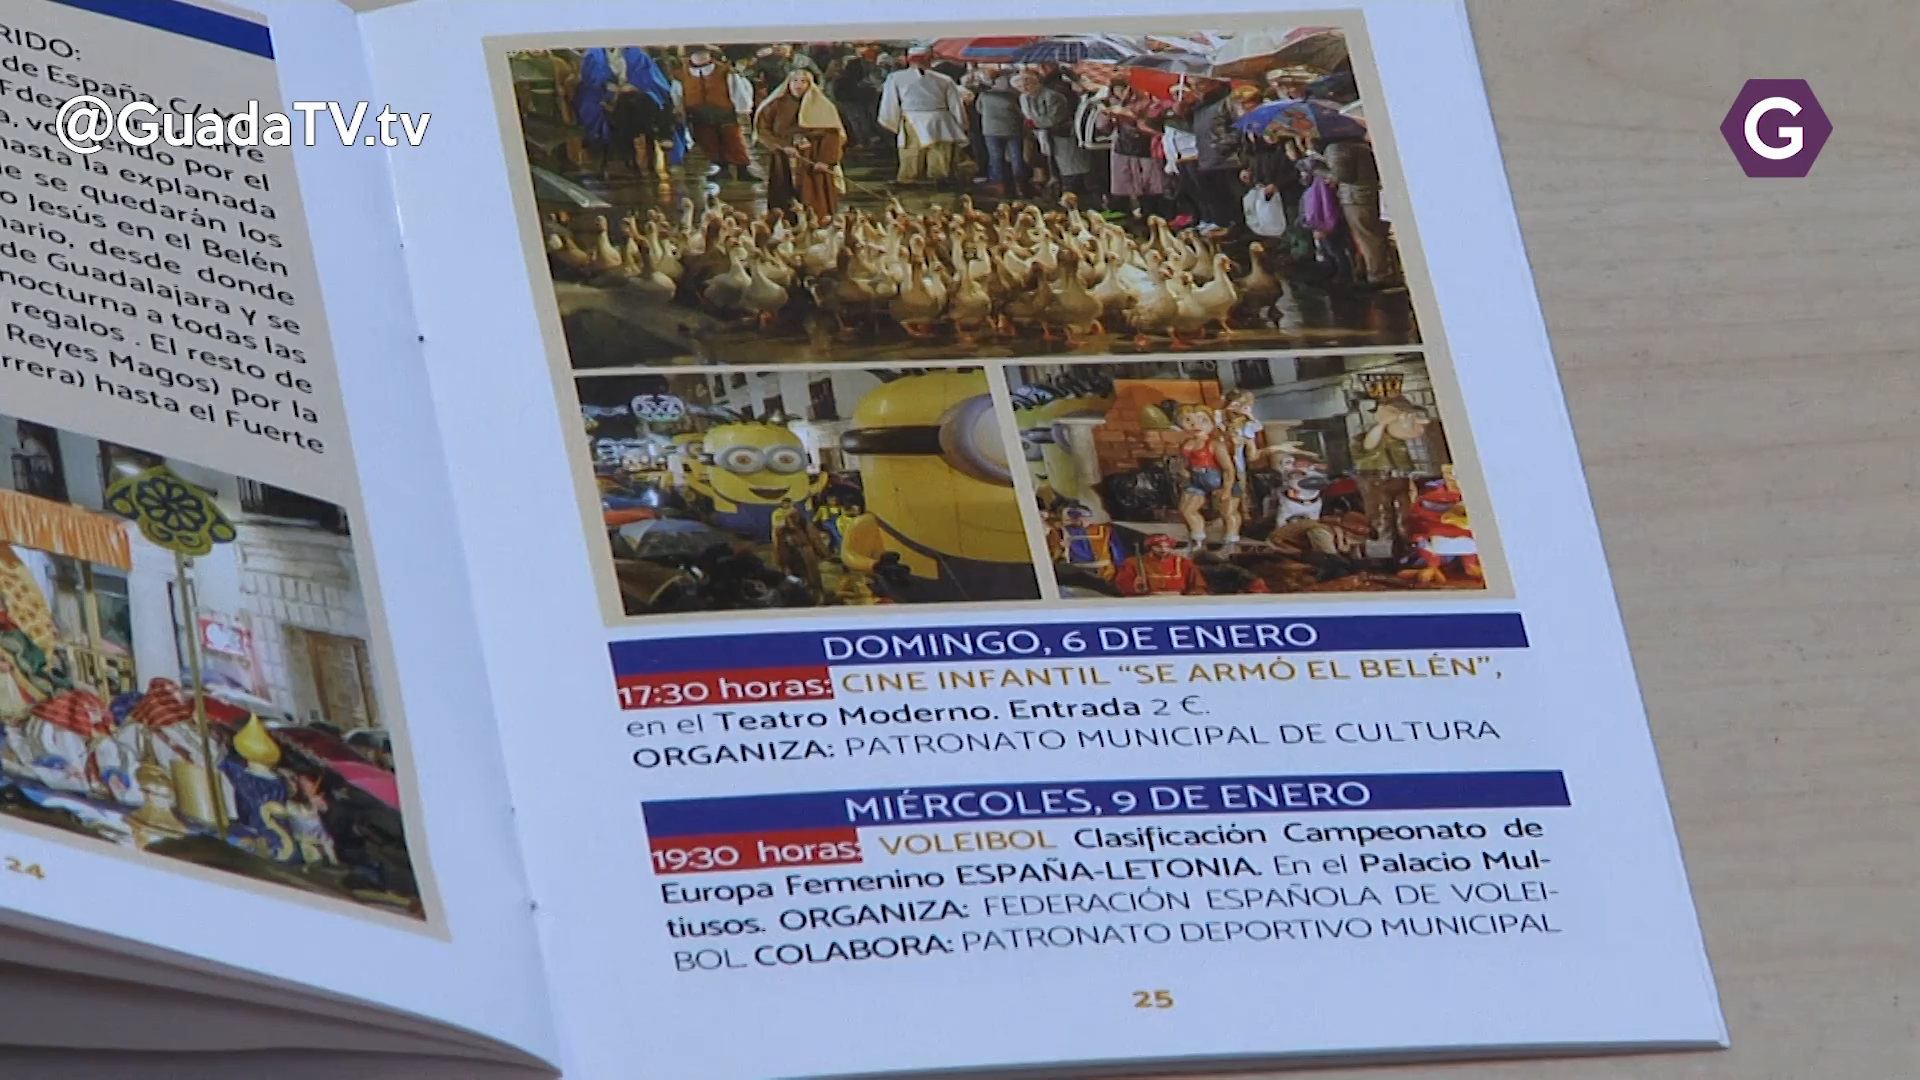 @GuadaTV.tv
G
RIDO:
de España, C/
Fdez.
hasta la explanada
se quedarán los
Jesús en el Belén
desde donde
de Guadalajara y se
nocturna a todas las
regalos . El resto de
Reyes Magos) por la
hasta el Fuerte
24
DOMINGO, 6 DE ENERO
17:30 horas: CINE INFANTIL “SE ARMÓ EL BELÉN”,
en el Teatro Moderno. Entrada 2 €.
ORGANIZA: PATRONATO MUNICIPAL DE CULTURA
MIÉRCOLES, 9 DE ENERO
19:30 horas: VOLEIBOL Clasificación Campeonato de
Europa Femenino ESPAÑA-LETONIA. En el Palacio Mul-
tiusos. ORGANIZA: FEDERACIÓN ESPAÑOLA DE VOLEI-
BOL. COLABORA: PATRONATO DEPORTIVO MUNICIPAL
25